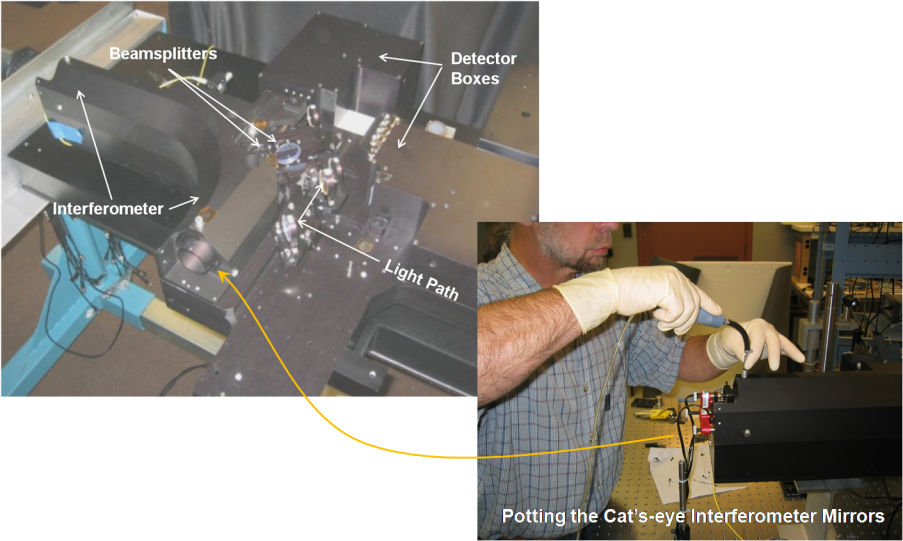 Beamsplitters
Detector
Boxes
Interferometer
Light Path
Potting the Cat's-eye Interferometer Mirrors